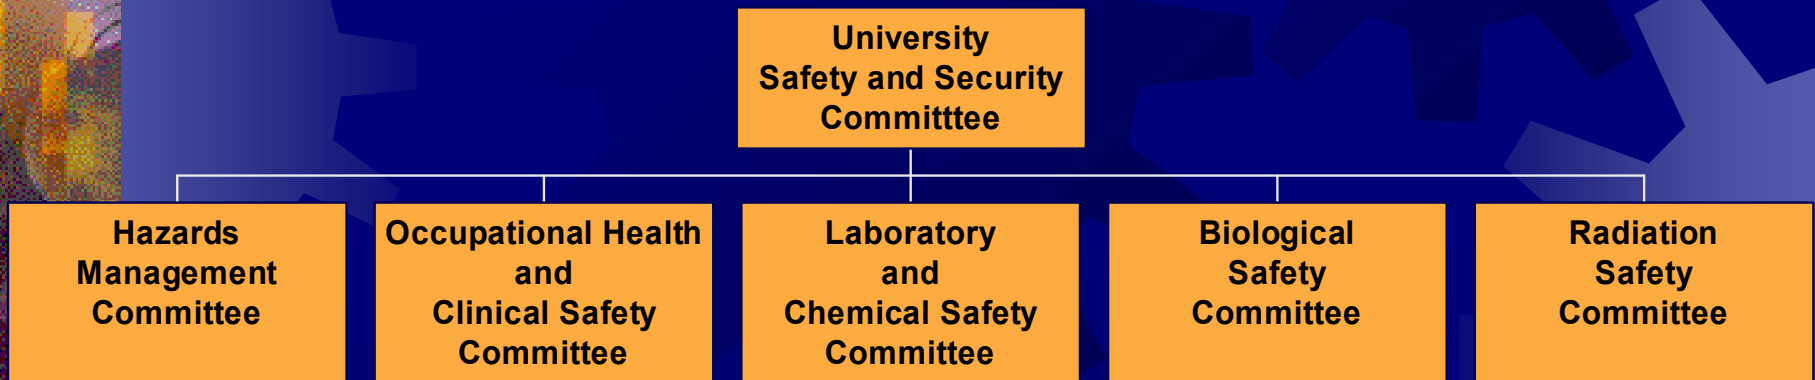 University
Safety and Security
Committtee
Hazards
Management
Committee
Occupational Health
and
Clinical Safety
Committee
Laboratory
and
Chemical Safety
Committee
Biological
Safety
Committee
Radiation
Safety
Committee